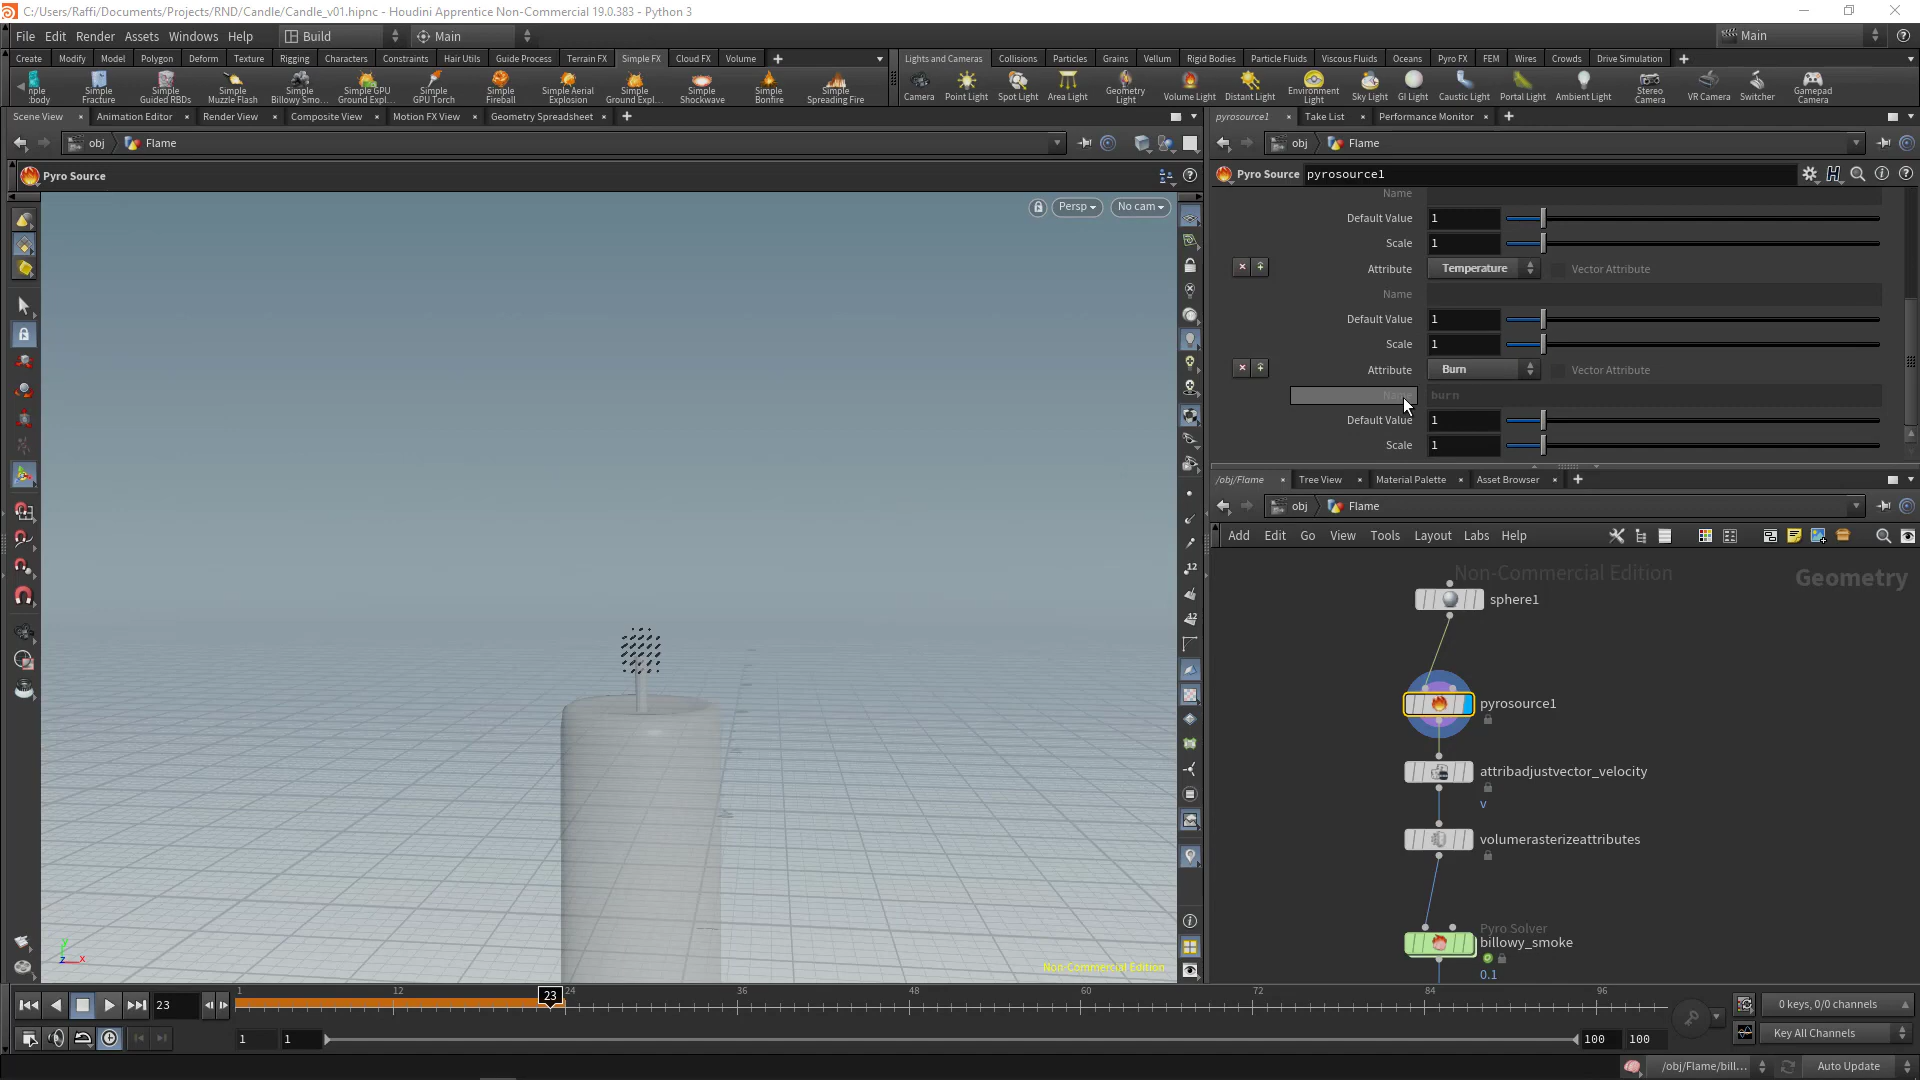 C:/Users/Raffi/Documents/Projects/RND/Candle/Candle_v01.hipnc - Houdini Apprentice Non-Commercial 19.0.383 - Python 3
File Edit Render Assets Windows Help Build Main Main
Create Modify Model Polygon Deform Texture Rigging Characters Constraints Hair Utils Guide Process Terrain FX Simple FX Cloud FX Volume
Lights and Cameras Collisions Particles Grains Vellum Rigid Bodies Particle Fluids Viscous Fluids Oceans Pyro FX FEM Wires Crowds Drive Simulation
nple :body
Simple Fracture
Simple Guided RBDs
Simple Muzzle Flash
Simple Billowy Smo...
Simple GPU Ground Expl...
Simple GPU Torch
Simple Fireball
Simple Aerial Explosion
Simple Ground Expl...
Simple Shockwave
Simple Bonfire
Simple Spreading Fire
Camera
Point Light
Spot Light
Area Light
Geometry Light
Volume Light
Distant Light
Environment Light
Sky Light
GI Light
Caustic Light
Portal Light
Ambient Light
Stereo Camera
VR Camera
Switcher
Gamepad Camera
Scene View Animation Editor Render View Composite View Motion FX View Geometry Spreadsheet
obj Flame
Pyro Source
Persp No cam
Non-Commercial Edition
pyrosource1 Take List Performance Monitor
obj Flame
Pyro Source pyrosource1
Name
Default Value 1
Scale 1
Attribute Temperature Vector Attribute
Name
Default Value 1
Scale 1
Attribute Burn Vector Attribute
Name burn
Default Value 1
Scale 1
/obj/Flame Tree View Material Palette Asset Browser
obj Flame
Add Edit Go View Tools Layout Labs Help
Non-Commercial Edition
Geometry
sphere1
pyrosource1
attribadjustvector_velocity
v
volumerasterizeattributes
Pyro Solver
billowy_smoke
0.1
12
12
z x y
23
1 12 23 24 36 48 60 72 84 96
0 keys, 0/0 channels
1 1 100 100
Key All Channels
/obj/Flame/bill... Auto Update